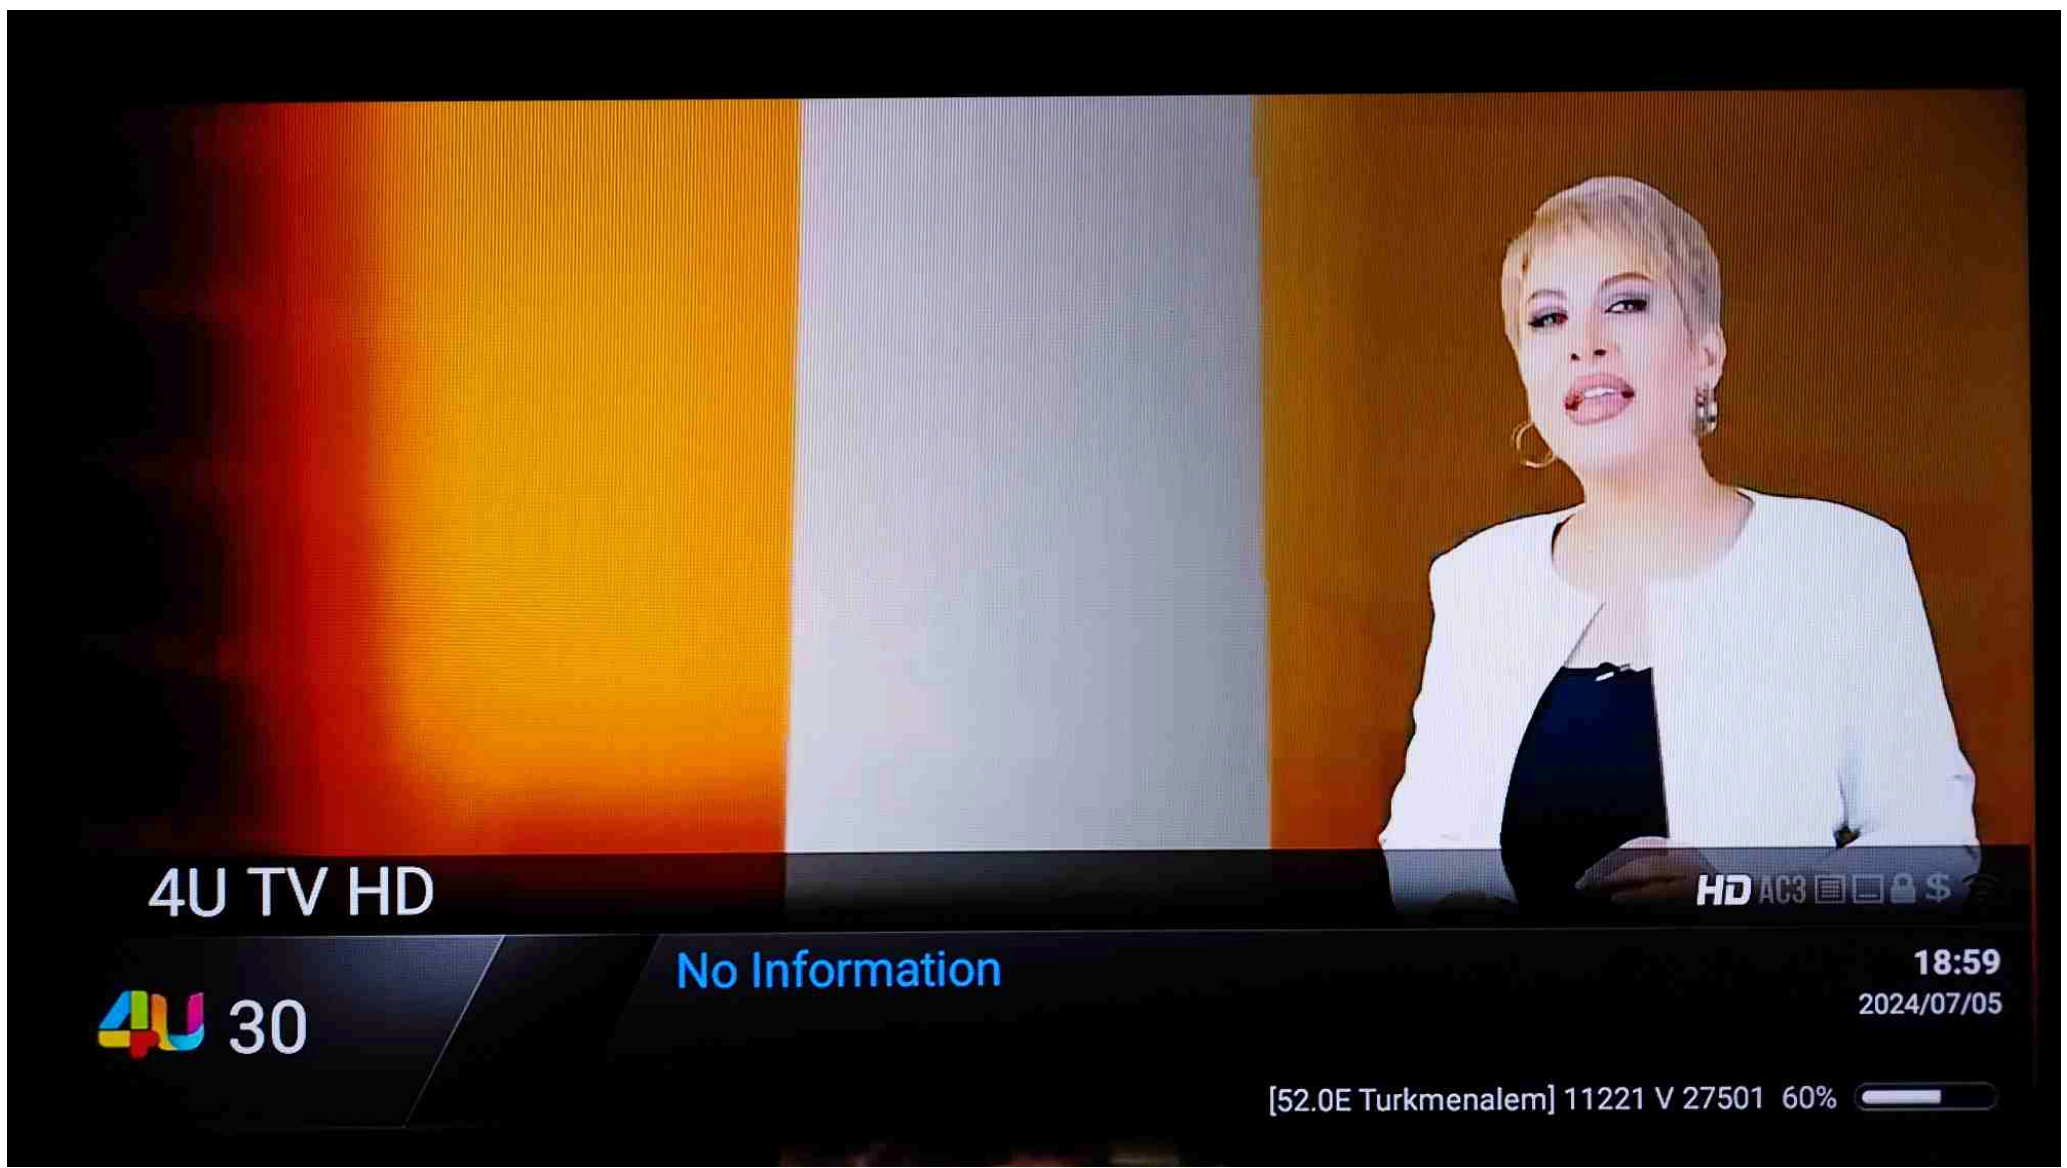 4U TV HD
HD AC3 $
4U 30
No Information
18:59
2024/07/05
[52.0E Turkmenalem] 11221 V 27501 60%